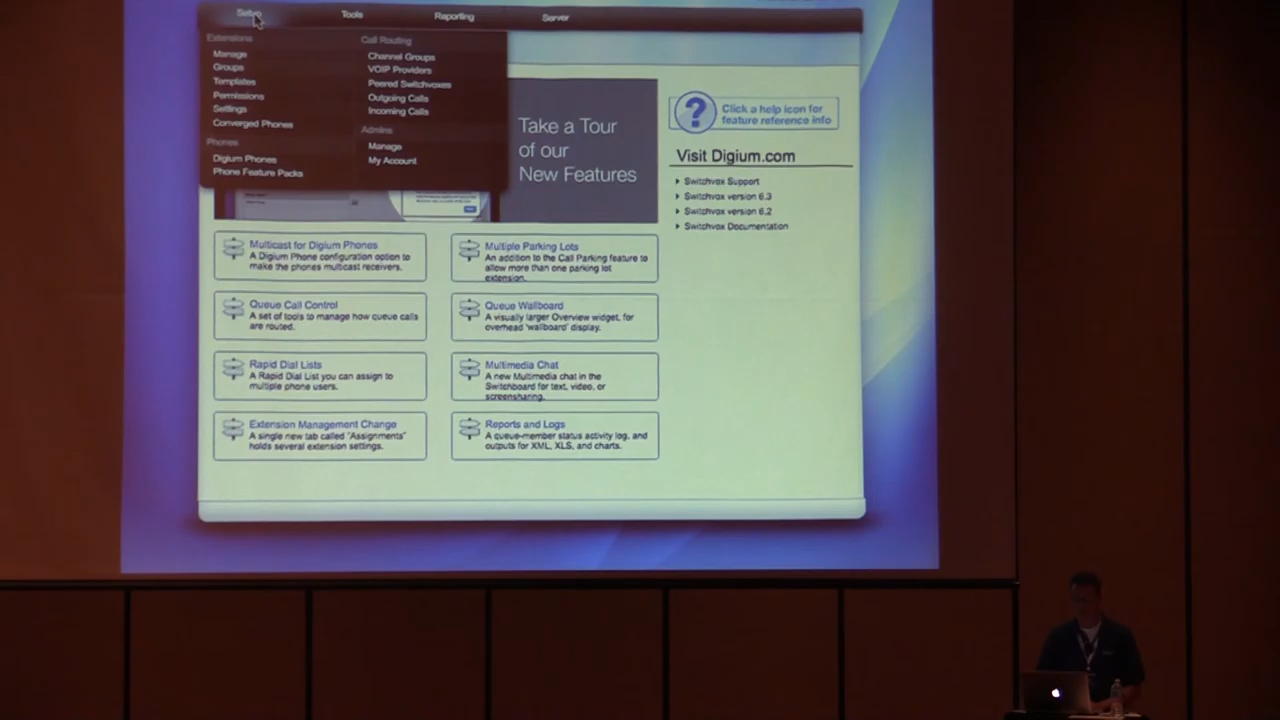 Setup
Tools
Reporting
Server
Extensions
Manage
Groups
Templates
Permissions
Settings
Converged Phones
Phones
Digium Phones
Phone Feature Packs
Call Routing
Channel Groups
VOIP Providers
Peered Switchvoxes
Outgoing Calls
Incoming Calls
Admins
Manage
My Account
Take a Tour
of our
New Features
Click a help icon for
feature reference info
Visit Digium.com
Switchvox Support
Switchvox version 6.3
Switchvox version 6.2
Switchvox Documentation
Multicast for Digium Phones
A Digium Phone configuration option to
make the phones multicast receivers.
Multiple Parking Lots
An addition to the Call Parking feature to
allow more than one parking lot
extension.
Queue Call Control
A set of tools to manage how queue calls
are routed.
Queue Wallboard
A visually larger Overview widget, for
overhead 'wallboard' display.
Rapid Dial Lists
A Rapid Dial List you can assign to
multiple phone users.
Multimedia Chat
A new Multimedia chat in the
Switchboard for text, video, or
screensharing.
Extension Management Change
A single new tab called "Assignments"
holds several extension settings.
Reports and Logs
A queue-member status activity log, and
outputs for XML, XLS, and charts.